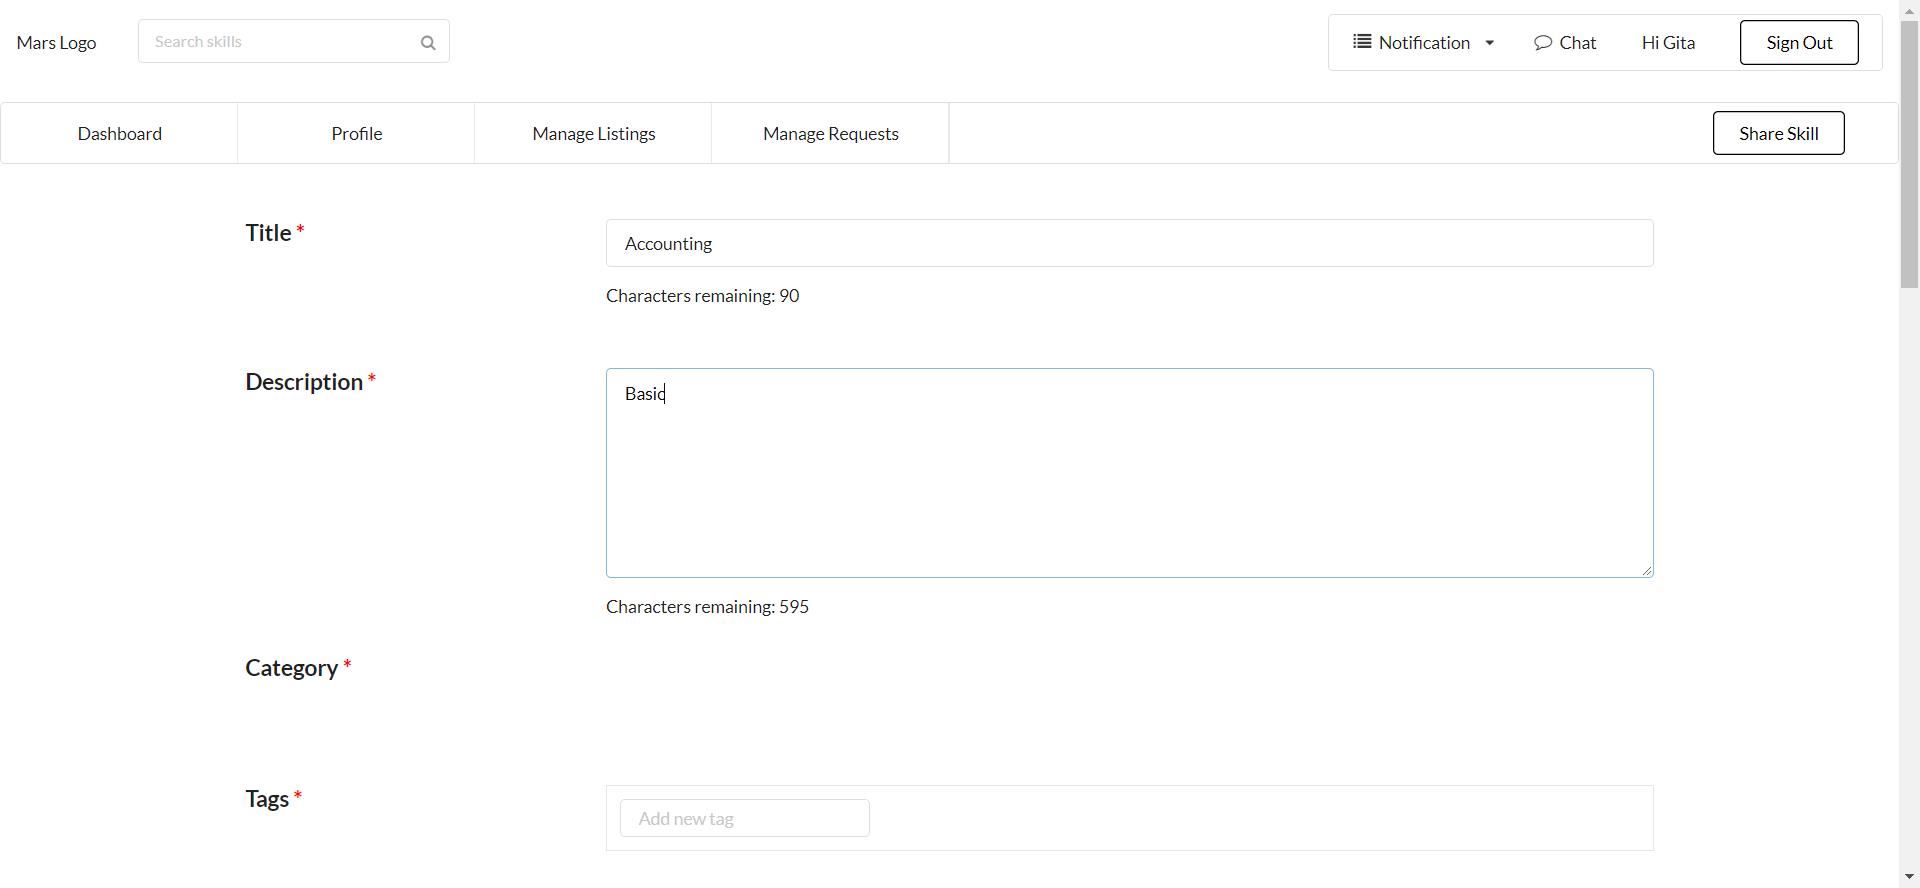 Mars Logo Search skills Notification Chat Hi Gita Sign Out
Dashboard Profile Manage Listings Manage Requests Share Skill
Title * Accounting
Characters remaining: 90
Description * Basic
Characters remaining: 595
Category *
Tags * Add new tag